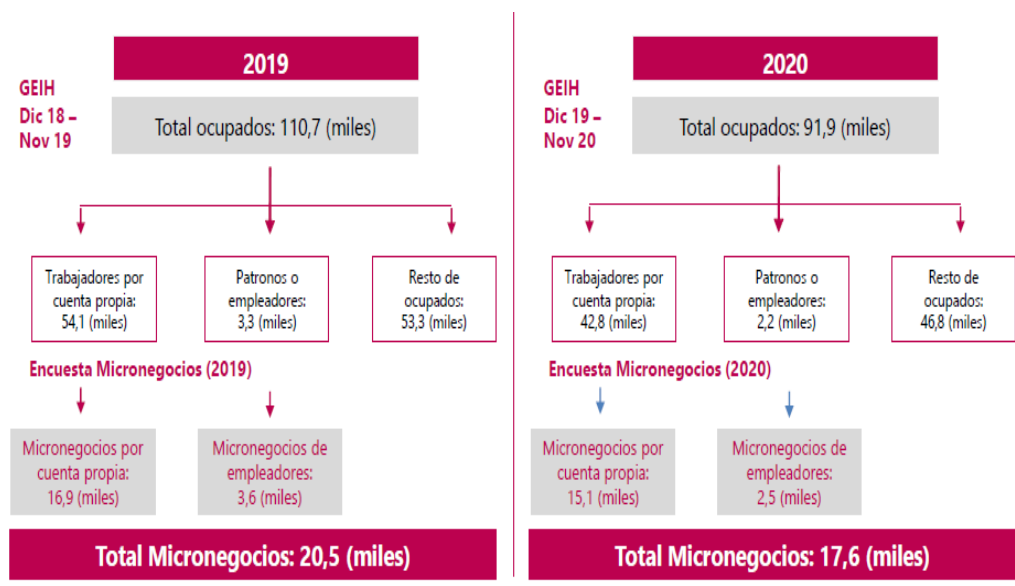 2019
GEIH
Dic 18 –
Nov 19
Total ocupados: 110,7 (miles)
Trabajadores por
cuenta propia:
54,1 (miles)
Patronos o
empleadores:
3,3 (miles)
Resto de
ocupados:
53,3 (miles)
Encuesta Micronegocios (2019)
Micronegocios por
cuenta propia:
16,9 (miles)
Micronegocios de
empleadores:
3,6 (miles)
Total Micronegocios: 20,5 (miles)
2020
GEIH
Dic 19 –
Nov 20
Total ocupados: 91,9 (miles)
Trabajadores por
cuenta propia:
42,8 (miles)
Patronos o
empleadores:
2,2 (miles)
Resto de
ocupados:
46,8 (miles)
Encuesta Micronegocios (2020)
Micronegocios por
cuenta propia:
15,1 (miles)
Micronegocios de
empleadores:
2,5 (miles)
Total Micronegocios: 17,6 (miles)